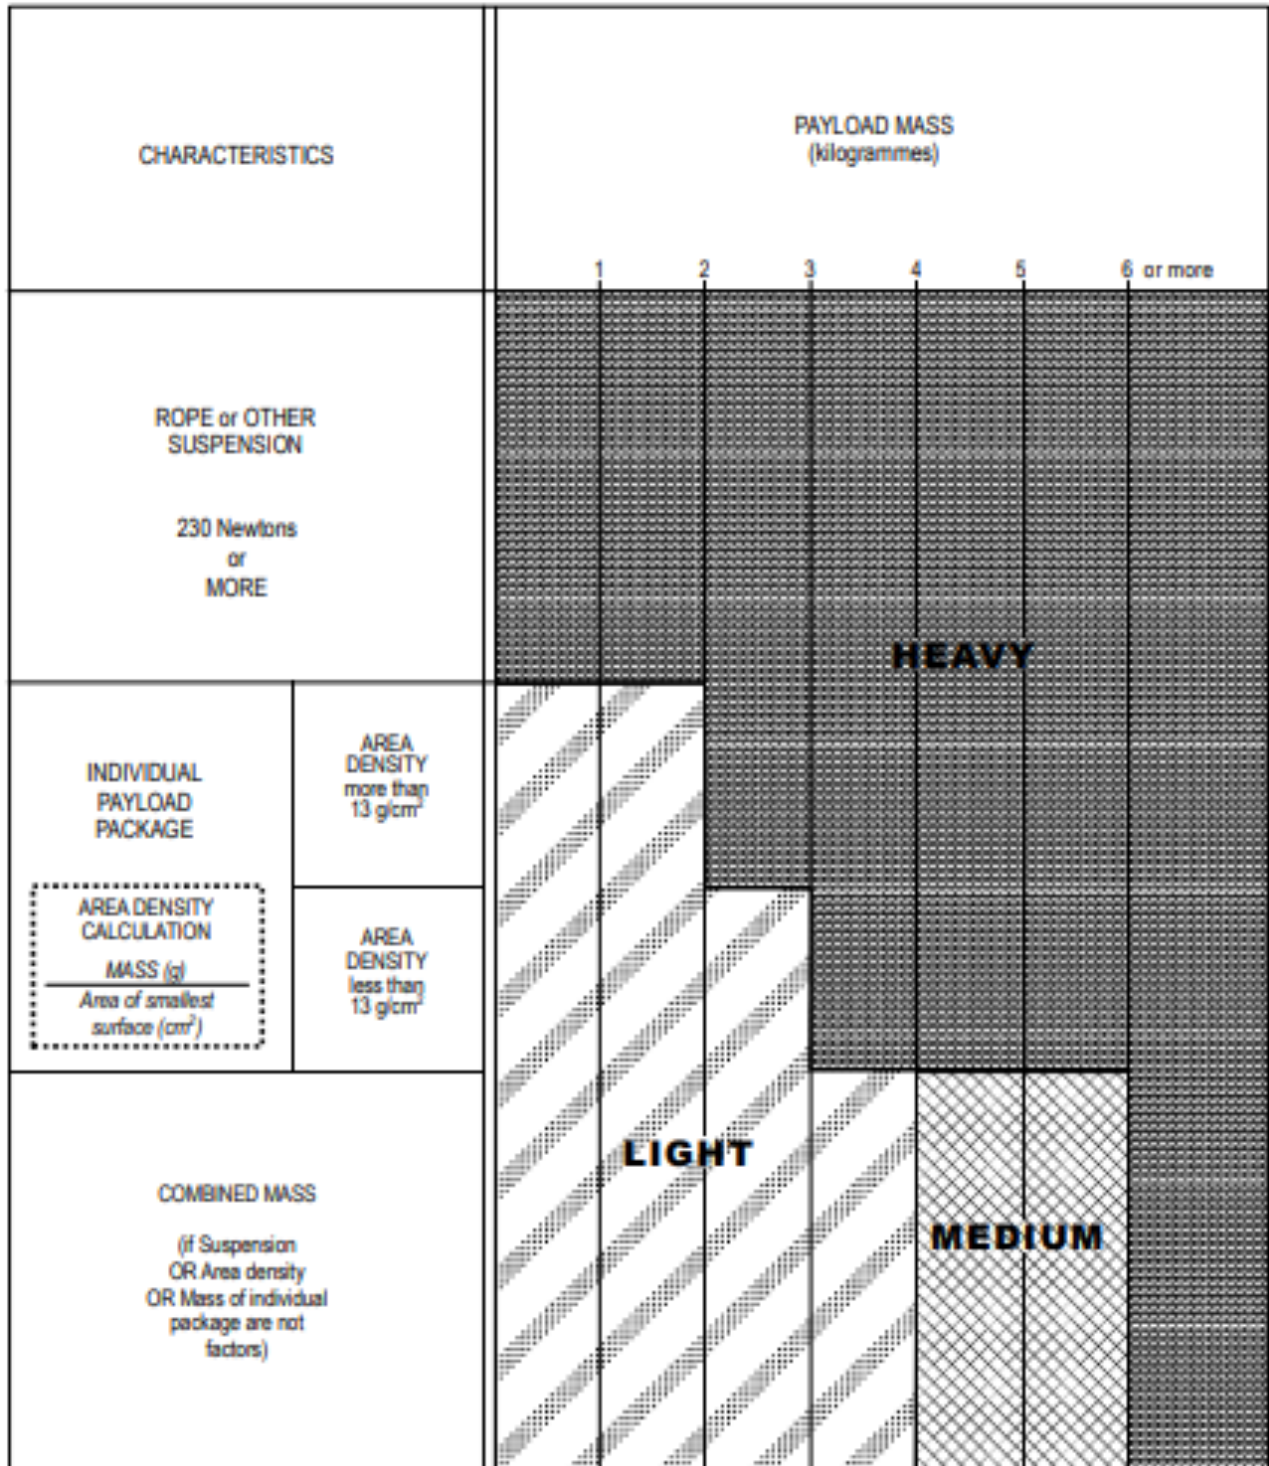 CHARACTERISTICS
PAYLOAD MASS
(kilogrammes)
1 2 3 4 5 6 or more
ROPE or OTHER
SUSPENSION
230 Newtons
or
MORE
HEAVY
INDIVIDUAL
PAYLOAD
PACKAGE
AREA
DENSITY
more than
13 g/cm²
AREA DENSITY
CALCULATION
MASS (g)
Area of smallest
surface (cm²)
AREA
DENSITY
less than
13 g/cm²
LIGHT
MEDIUM
COMBINED MASS
(if Suspension
OR Area density
OR Mass of individual
package are not
factors)